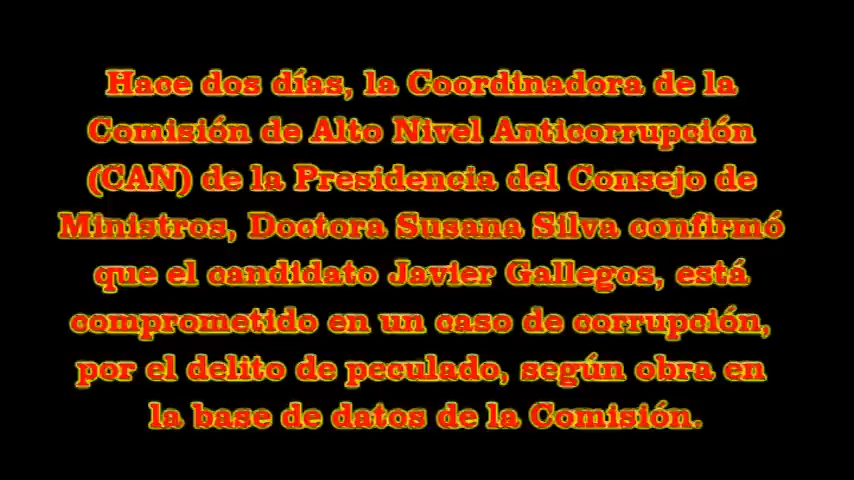 Hace dos días, la Coordinadora de la
Comisión de Alto Nivel Anticorrupción
(CAN) de la Presidencia del Consejo de
Ministros, Doctora Susana Silva confirmó
que el candidato Javier Gallegos, está
comprometido en un caso de corrupción,
por el delito de peculado, según obra en
la base de datos de la Comisión.